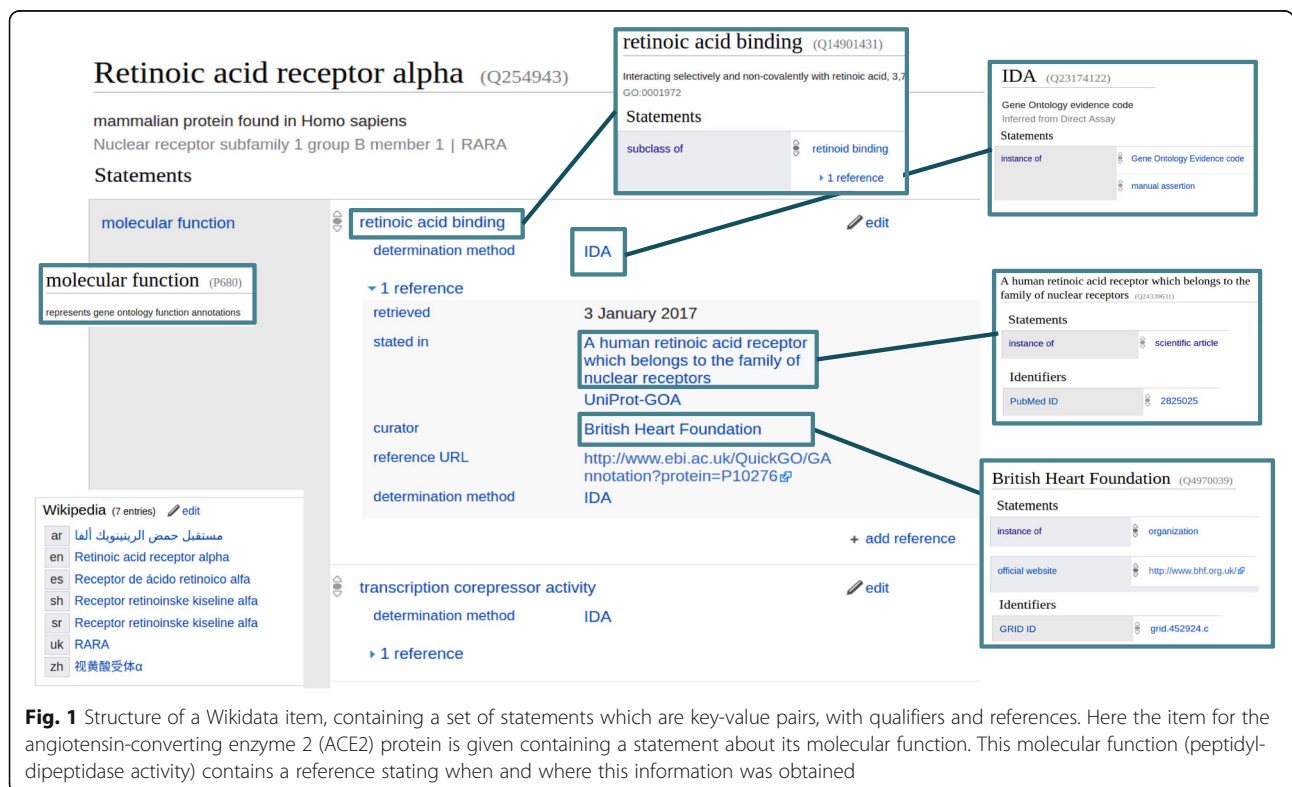 Retinoic acid receptor alpha (Q254943)
mammalian protein found in Homo sapiens
Nuclear receptor subfamily 1 group B member 1 | RARA
Statements
molecular function
molecular function (P680)
represents gene ontology function annotations
retinoic acid binding
edit
determination method
IDA
1 reference
retrieved
3 January 2017
stated in
A human retinoic acid receptor
which belongs to the family of
nuclear receptors
UniProt-GOA
curator
British Heart Foundation
reference URL
http://www.ebi.ac.uk/QuickGO/GA
nnotation?protein=P10276
determination method
IDA
+ add reference
transcription corepressor activity
edit
determination method
IDA
1 reference
Wikipedia (7 entries) edit
ar مستقبل حمض الريتينويك ألفا
en Retinoic acid receptor alpha
es Receptor de ácido retinoico alfa
sh Receptor retinoinske kiseline alfa
sr Receptor retinoinske kiseline alfa
uk RARA
zh 视黄酸受体α
retinoic acid binding (Q14901431)
Interacting selectively and non-covalently with retinoic acid, 3,7
GO:0001972
Statements
subclass of
retinoid binding
1 reference
IDA (Q23174122)
Gene Ontology evidence code
Inferred from Direct Assay
Statements
instance of
Gene Ontology Evidence code
manual assertion
A human retinoic acid receptor which belongs to the
family of nuclear receptors (Q24339631)
Statements
instance of
scientific article
Identifiers
PubMed ID
2825025
British Heart Foundation (Q4970039)
Statements
instance of
organization
official website
http://www.bhf.org.uk/
Identifiers
GRID ID
grid.452924.c
Fig. 1 Structure of a Wikidata item, containing a set of statements which are key-value pairs, with qualifiers and references. Here the item for the
angiotensin-converting enzyme 2 (ACE2) protein is given containing a statement about its molecular function. This molecular function (peptidyl-
dipeptidase activity) contains a reference stating when and where this information was obtained